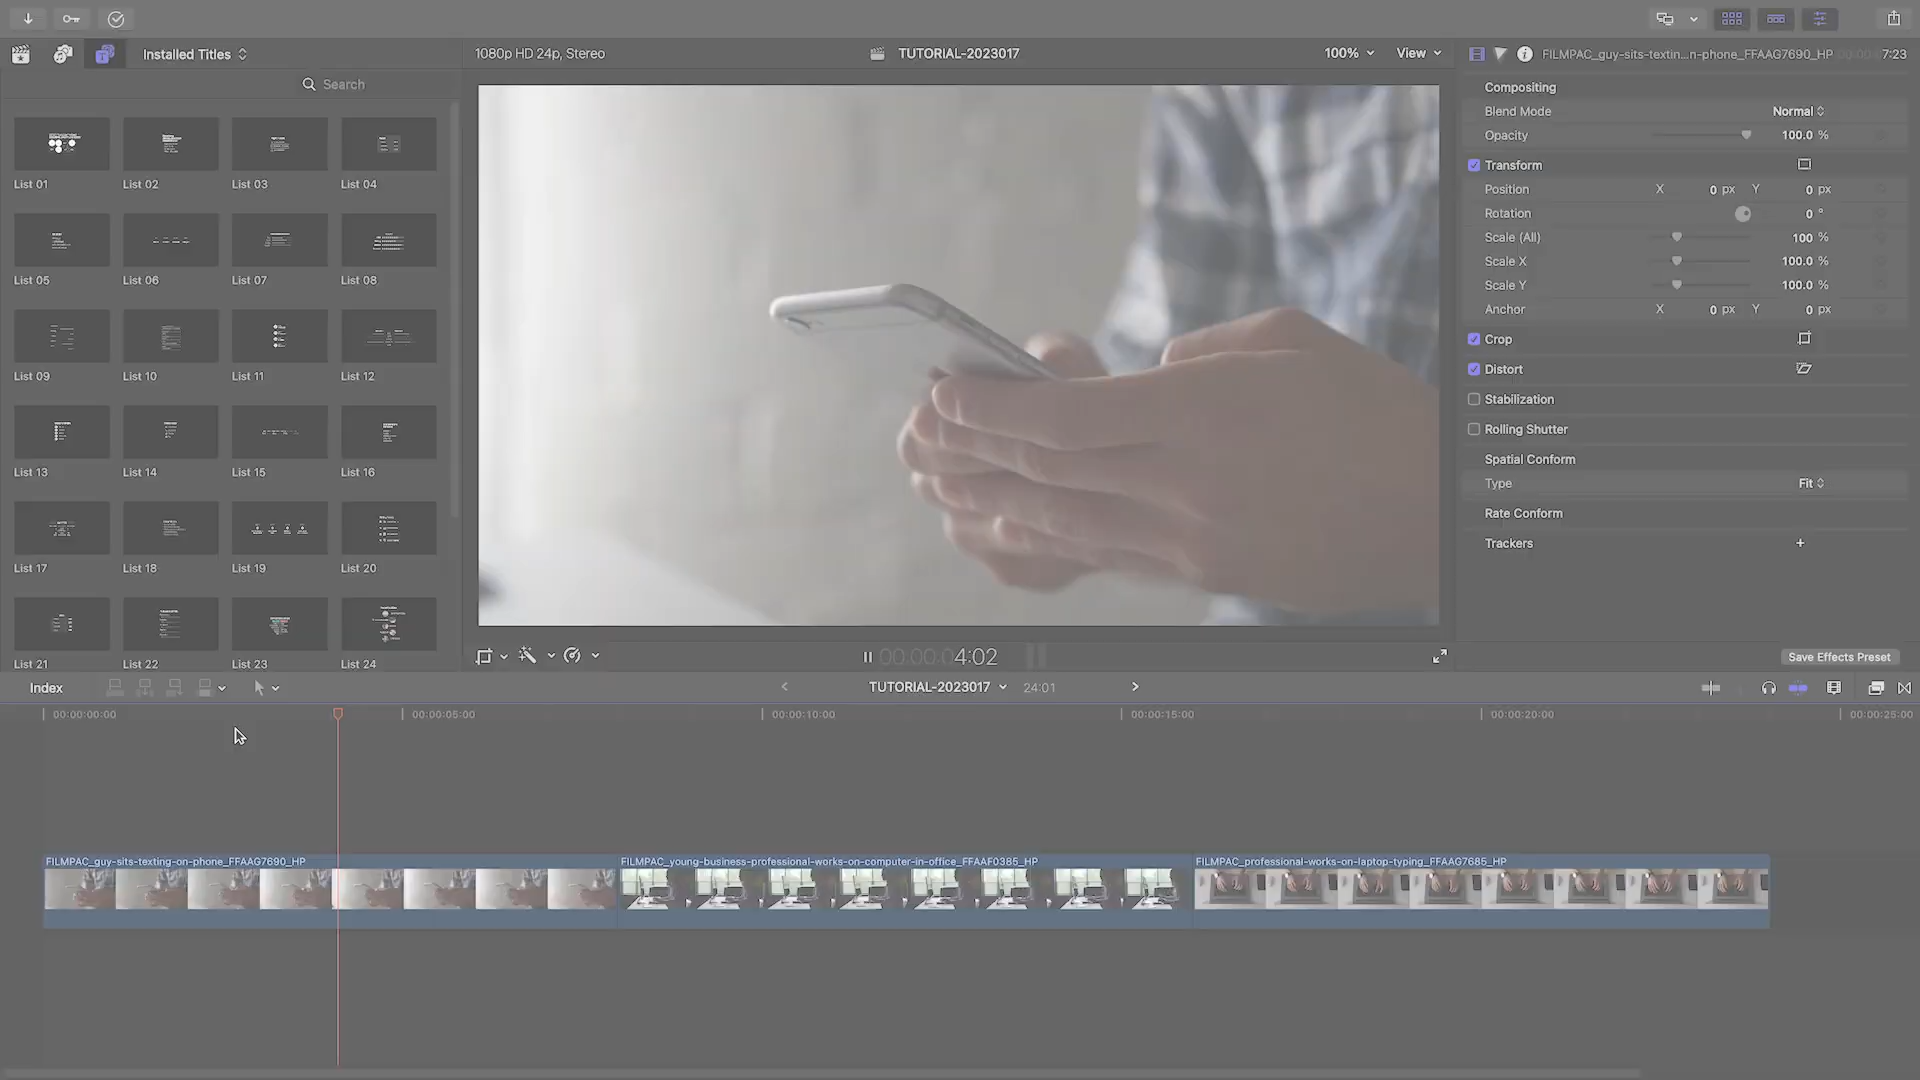 Installed Titles
1080p HD 24p, Stereo
TUTORIAL-2023017
100%
View
FILMPAC_guy-sits-textin...n-phone_FFAAG7690_HP
7:23
Search
List 01
List 02
List 03
List 04
List 05
List 06
List 07
List 08
List 09
List 10
List 11
List 12
List 13
List 14
List 15
List 16
List 17
List 18
List 19
List 20
List 21
List 22
List 23
List 24
Compositing
Blend Mode Normal
Opacity 100.0 %
Transform
Position X 0 px Y 0 px
Rotation 0 °
Scale (All) 100 %
Scale X 100.0 %
Scale Y 100.0 %
Anchor X 0 px Y 0 px
Crop
Distort
Stabilization
Rolling Shutter
Spatial Conform
Type Fit
Rate Conform
Trackers +
00:00:04:02
Save Effects Preset
Index
TUTORIAL-2023017
24:01
00:00:00:00
00:00:05:00
00:00:10:00
00:00:15:00
00:00:20:00
00:00:25:00
FILMPAC_guy-sits-texting-on-phone_FFAAG7690_HP
FILMPAC_young-business-professional-works-on-computer-in-office_FFAAF0385_HP
FILMPAC_professional-works-on-laptop-typing_FFAAG7685_HP